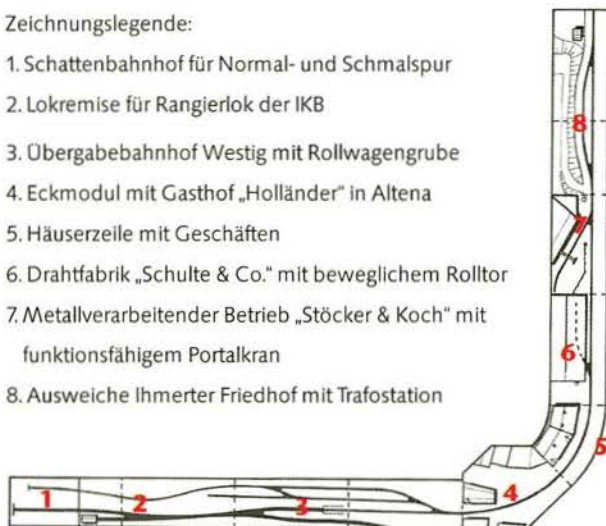 Zeichnungslegende:
1. Schattenbahnhof für Normal- und Schmalspur
2. Lokremise für Rangierlok der IKB
3. Übergabebahnhof Westig mit Rollwagengrube
4. Eckmodul mit Gasthof „Holländer" in Altena
5. Häuserzeile mit Geschäften
6. Drahtfabrik „Schulte & Co." mit beweglichem Rolltor
7. Metallverarbeitender Betrieb „Stöcker & Koch" mit
funktionsfähigem Portalkran
8. Ausweiche Ihmerter Friedhof mit Trafostation
8
7
6
5
4
1
2
3